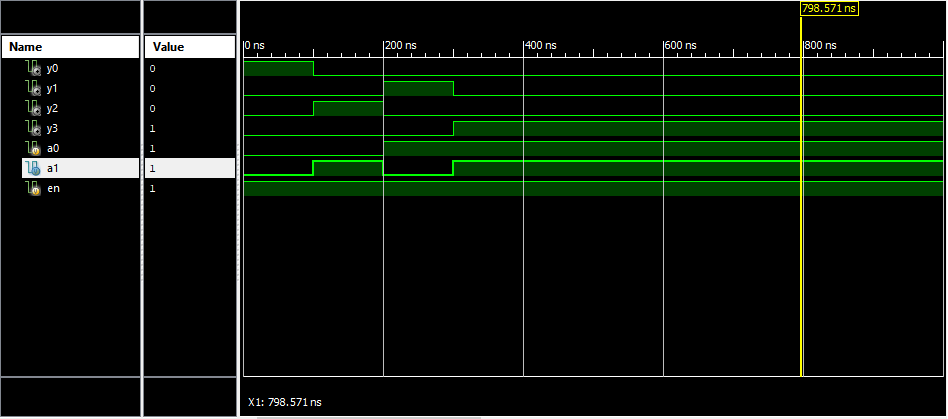 798.571 ns
Name Value
0 ns 200 ns 400 ns 600 ns 800 ns
y0 0
y1 0
y2 0
y3 1
a0 1
a1 1
en 1
X1: 798.571 ns